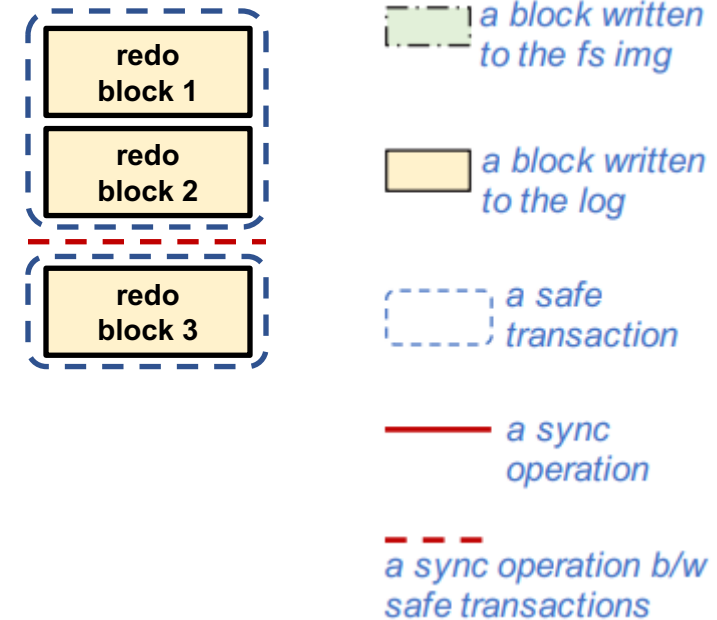 redo
block 1
redo
block 2
redo
block 3
a block written
to the fs img
a block written
to the log
a safe
transaction
a sync
operation
a sync operation b/w
safe transactions